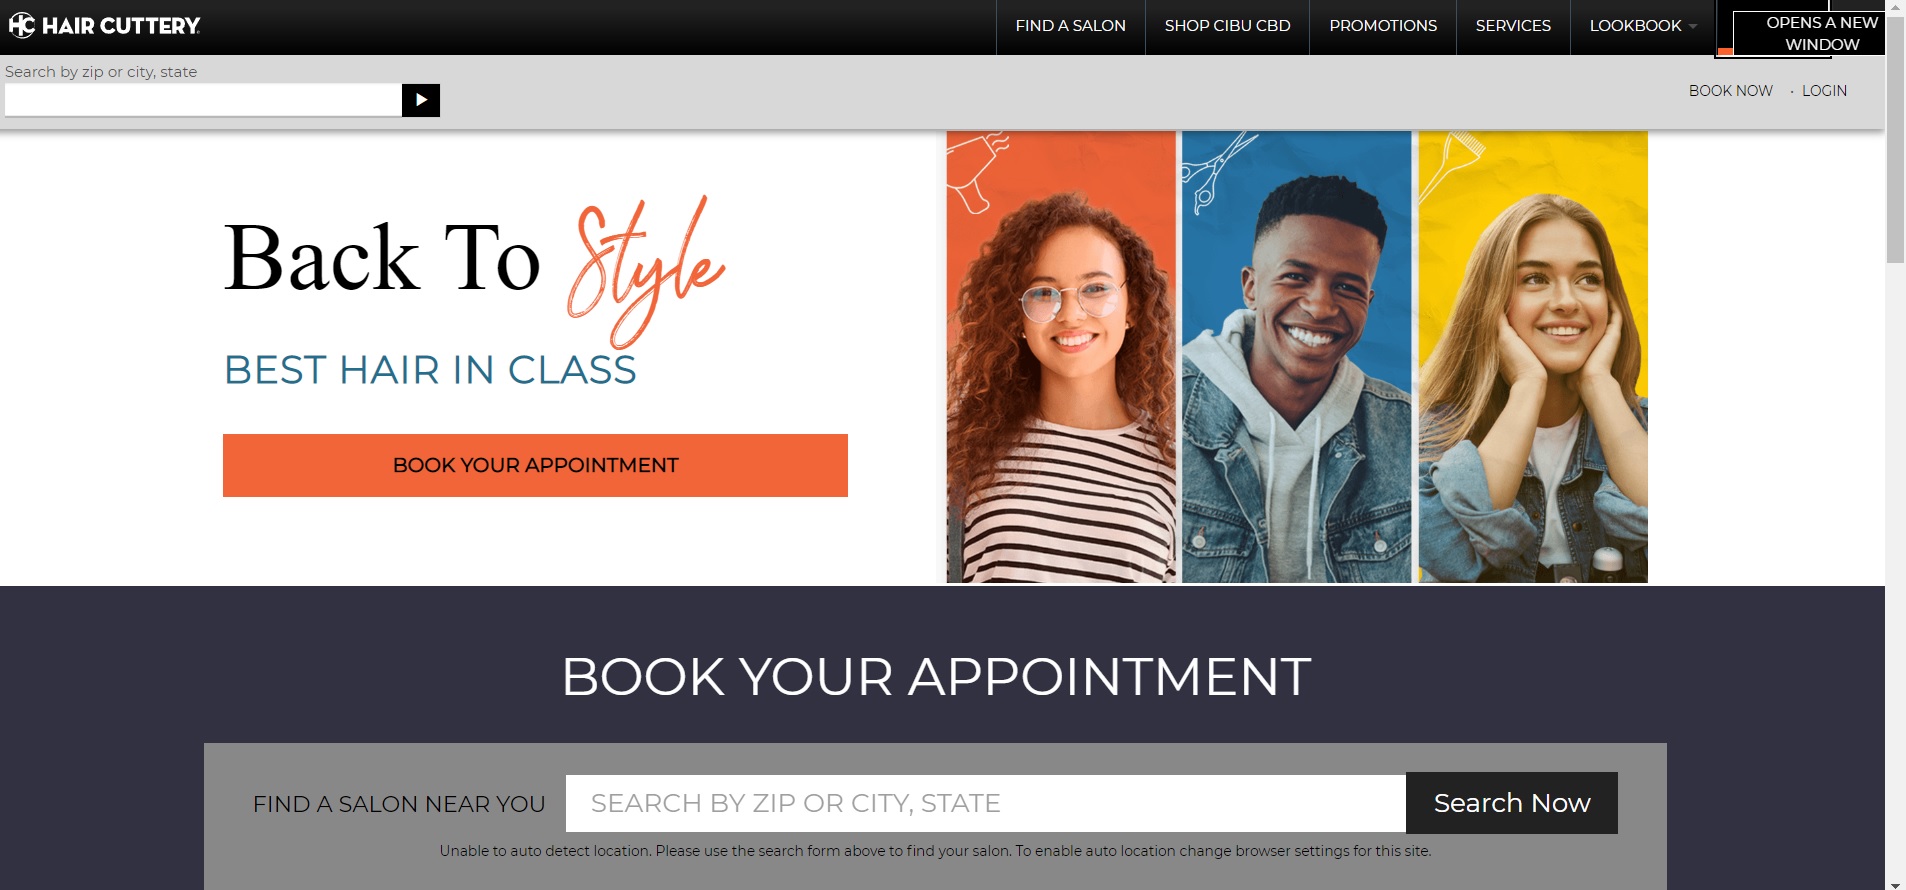 HC HAIR CUTTERY
FIND A SALON
SHOP CIBU CBD
PROMOTIONS
SERVICES
LOOKBOOK
OPENS A NEW
WINDOW
Search by zip or city, state
BOOK NOW
· LOGIN
Back To Style
BEST HAIR IN CLASS
BOOK YOUR APPOINTMENT
BOOK YOUR APPOINTMENT
FIND A SALON NEAR YOU
SEARCH BY ZIP OR CITY, STATE
Search Now
Unable to auto detect location. Please use the search form above to find your salon. To enable auto location change browser settings for this site.